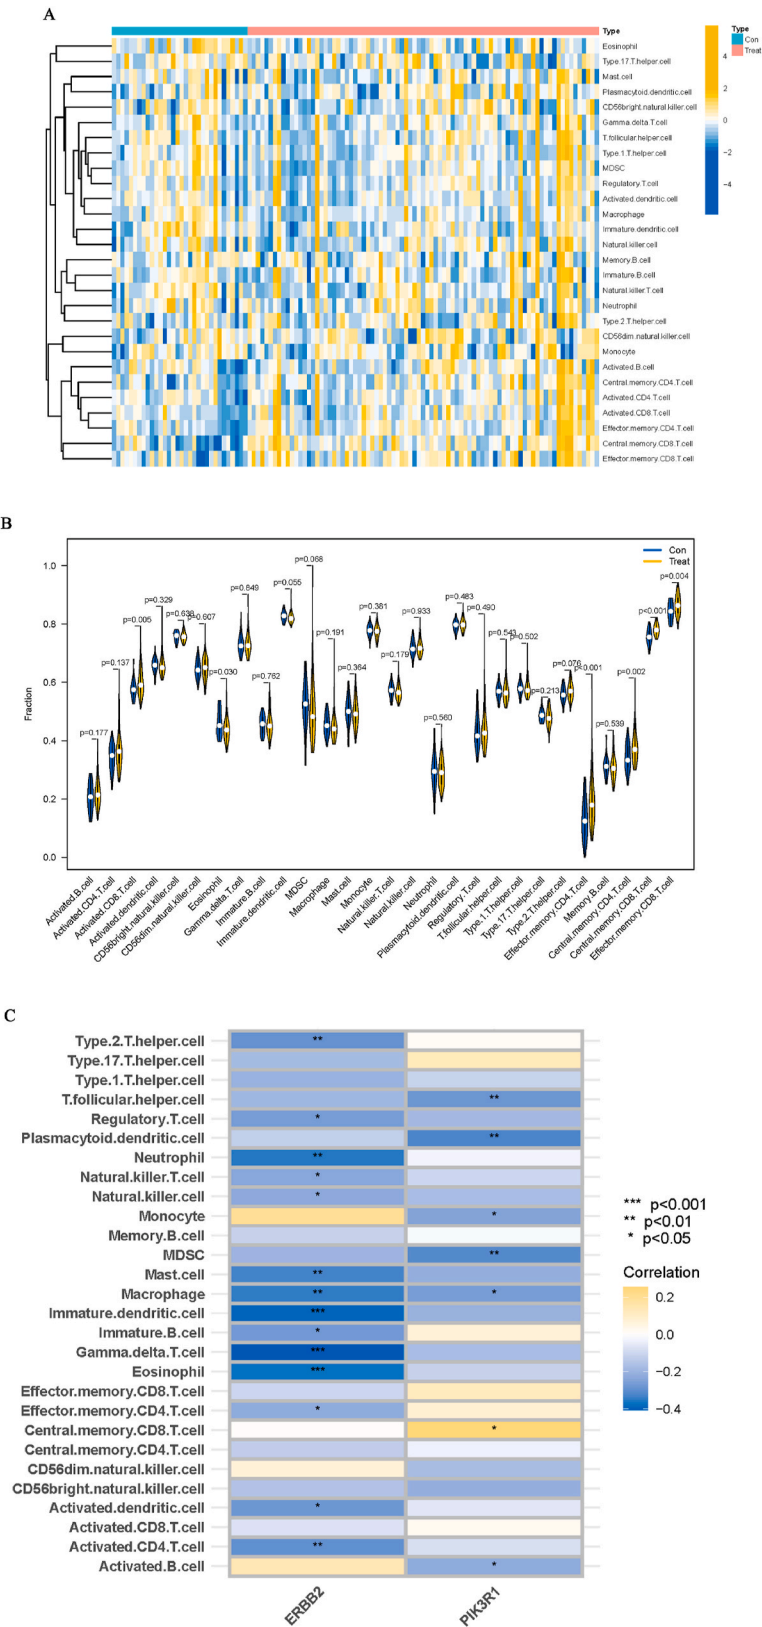 A
Type
Eosinophil
Type.17.T.helper.cell
Mast.cell
Plasmacytoid.dendritic.cell
CD56bright.natural.killer.cell
Gamma.delta.T.cell
T.follicular.helper.cell
Type.1.T.helper.cell
MDSC
Regulatory.T.cell
Activated.dendritic.cell
Macrophage
Immature.dendritic.cell
Natural.killer.cell
Memory.B.cell
Immature.B.cell
Natural.killer.T.cell
Neutrophil
Type.2.T.helper.cell
CD56dim.natural.killer.cell
Monocyte
Activated.B.cell
Central.memory.CD4.T.cell
Activated.CD4.T.cell
Activated.CD8.T.cell
Effector.memory.CD4.T.cell
Central.memory.CD8.T.cell
Effector.memory.CD8.T.cell
4
2
0
−2
−4
Type
Con
Treat
B
Fraction
1.0
0.8
0.6
0.4
0.2
0.0
Con
Treat
p=0.177
p=0.137
p=0.005
p=0.329
p=0.638
p=0.607
p=0.030
p=0.849
p=0.762
p=0.055
p=0.068
p=0.191
p=0.364
p=0.381
p=0.179
p=0.933
p=0.560
p=0.483
p=0.490
p=0.543
p=0.502
p=0.213
p=0.076
p<0.001
p=0.539
p=0.002
p<0.001
p=0.004
Activated.B.cell
Activated.CD4.T.cell
Activated.CD8.T.cell
Activated.dendritic.cell
CD56bright.natural.killer.cell
CD56dim.natural.killer.cell
Eosinophil
Gamma.delta.T.cell
Immature.B.cell
Immature.dendritic.cell
MDSC
Macrophage
Mast.cell
Monocyte
Natural.killer.T.cell
Natural.killer.cell
Neutrophil
Plasmacytoid.dendritic.cell
Regulatory.T.cell
T.follicular.helper.cell
Type.1.T.helper.cell
Type.17.T.helper.cell
Type.2.T.helper.cell
Effector.memory.CD4.T.cell
Memory.B.cell
Central.memory.CD4.T.cell
Central.memory.CD8.T.cell
Effector.memory.CD8.T.cell
C
Type.2.T.helper.cell **
Type.17.T.helper.cell
Type.1.T.helper.cell
T.follicular.helper.cell **
Regulatory.T.cell *
Plasmacytoid.dendritic.cell **
Neutrophil **
Natural.killer.T.cell *
Natural.killer.cell *
Monocyte *
Memory.B.cell
MDSC **
Mast.cell **
Macrophage ** *
Immature.dendritic.cell ***
Immature.B.cell *
Gamma.delta.T.cell ***
Eosinophil ***
Effector.memory.CD8.T.cell
Effector.memory.CD4.T.cell *
Central.memory.CD8.T.cell *
Central.memory.CD4.T.cell
CD56dim.natural.killer.cell
CD56bright.natural.killer.cell
Activated.dendritic.cell *
Activated.CD8.T.cell
Activated.CD4.T.cell **
Activated.B.cell *
ERBB2
PIK3R1
*** p<0.001
** p<0.01
* p<0.05
Correlation
0.2
0.0
−0.2
−0.4